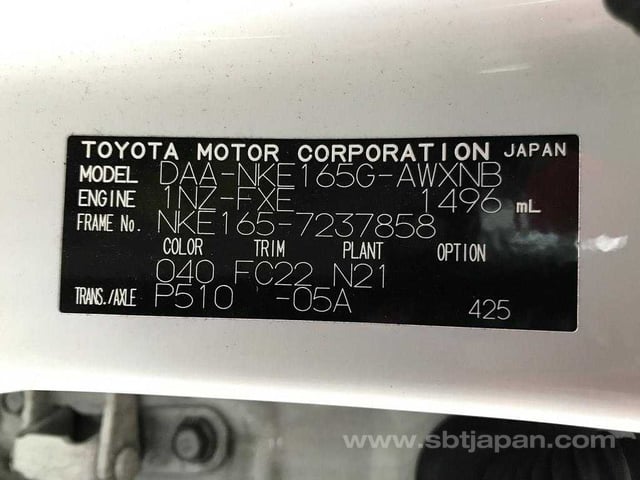 TOYOTA MOTOR CORPORATION JAPAN
MODEL DAA-NKE165G-AWXNB
ENGINE 1NZ-FXE 1496 mL
FRAME No. NKE165-7237858
COLOR TRIM PLANT OPTION
040 FC22 N21
TRANS./AXLE P510 -05A 425
www.sbtjapan.com